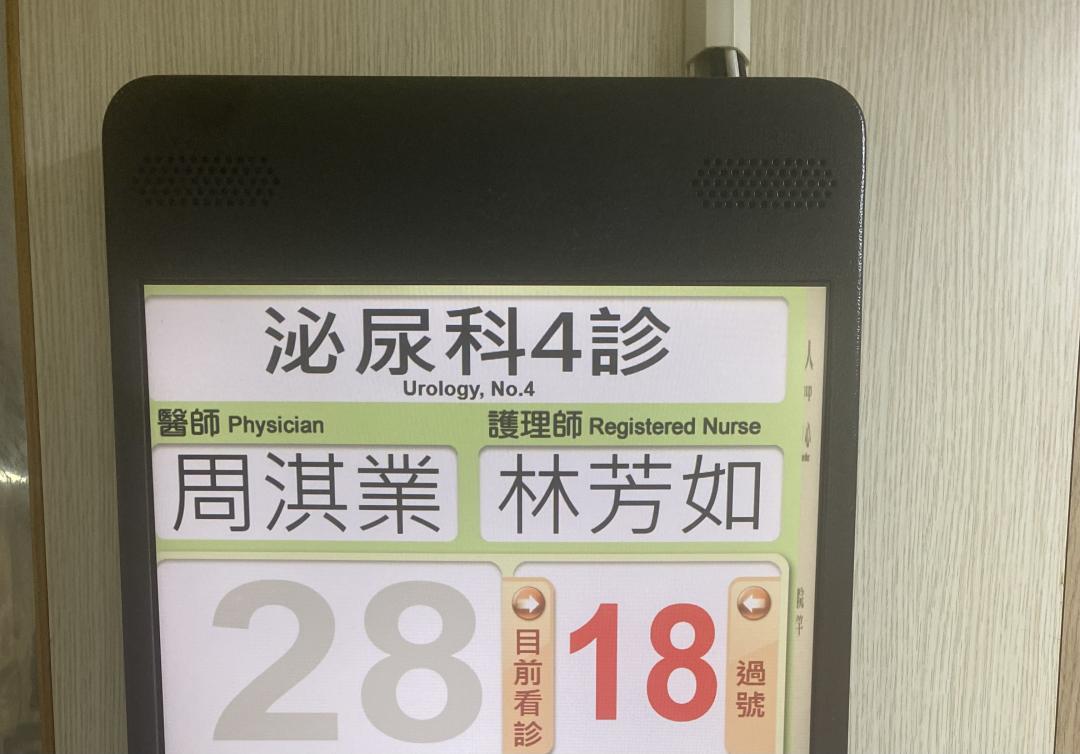 泌尿科4診
Urology, No.4
醫師 Physician
護理師 Registered Nurse
周淇業
林芳如
28
目前看診
18
過號